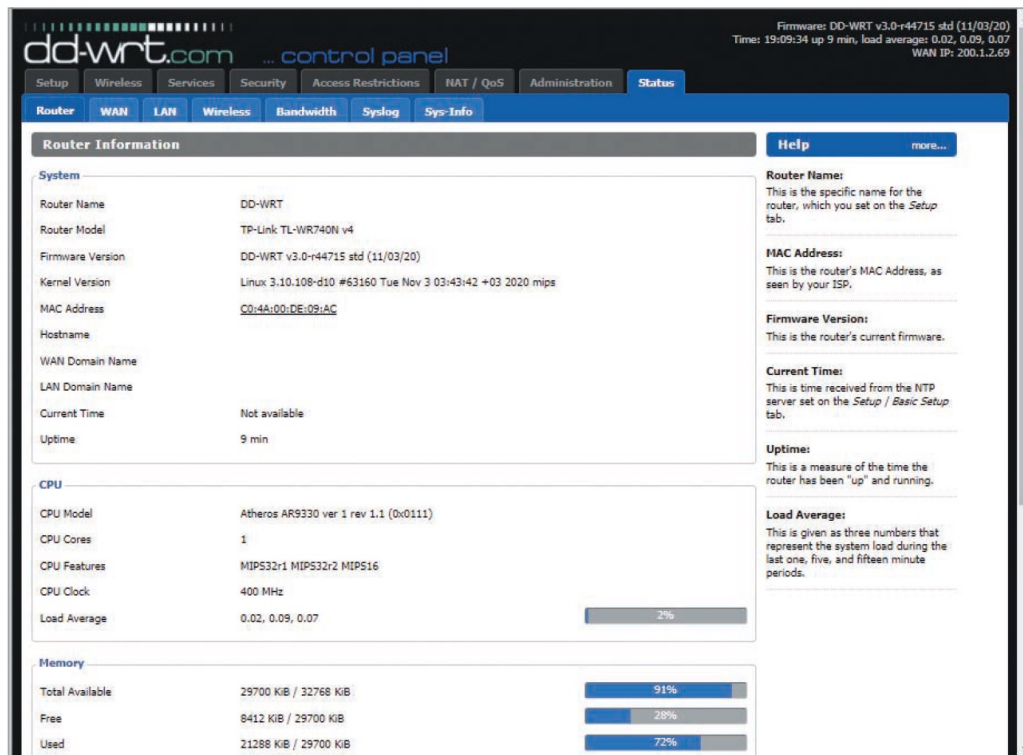 Firmware: DD-WRT v3.0-r44715 std (11/03/20)
Time: 19:09:34 up 9 min, load average: 0.02, 0.09, 0.07
WAN IP: 200.1.2.69
dd-wrt.com ... control panel
Setup Wireless Services Security Access Restrictions NAT / QoS Administration Status
Router WAN LAN Wireless Bandwidth Syslog Sys-Info
Router Information
System
Router Name DD-WRT
Router Model TP-Link TL-WR740N v4
Firmware Version DD-WRT v3.0-r44715 std (11/03/20)
Kernel Version Linux 3.10.108-d10 #63160 Tue Nov 3 03:43:42 +03 2020 mips
MAC Address C0:4A:00:DE:09:AC
Hostname
WAN Domain Name
LAN Domain Name
Current Time Not available
Uptime 9 min
CPU
CPU Model Atheros AR9330 ver 1 rev 1.1 (0x0111)
CPU Cores 1
CPU Features MIPS32r1 MIPS32r2 MIPS16
CPU Clock 400 MHz
Load Average 0.02, 0.09, 0.07 2%
Memory
Total Available 29700 KiB / 32768 KiB 91%
Free 8412 KiB / 29700 KiB 28%
Used 21288 KiB / 29700 KiB 72%
Help more...
Router Name:
This is the specific name for the
router, which you set on the Setup
tab.
MAC Address:
This is the router's MAC Address, as
seen by your ISP.
Firmware Version:
This is the router's current firmware.
Current Time:
This is time received from the NTP
server set on the Setup / Basic Setup
tab.
Uptime:
This is a measure of the time the
router has been "up" and running.
Load Average:
This is given as three numbers that
represent the system load during the
last one, five, and fifteen minute
periods.